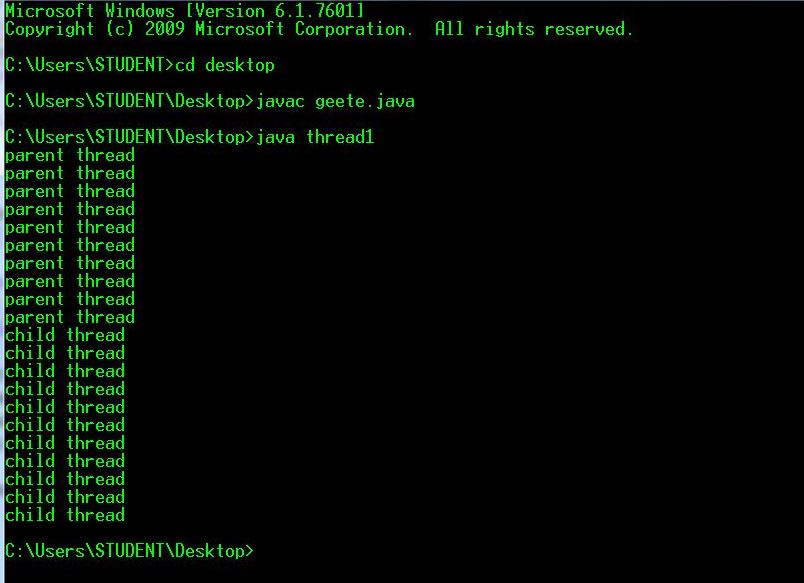 Microsoft Windows [Version 6.1.7601]
Copyright (c) 2009 Microsoft Corporation.  All rights reserved.
C:\Users\STUDENT>cd desktop
C:\Users\STUDENT\Desktop>javac geete.java
C:\Users\STUDENT\Desktop>java thread1
parent thread
parent thread
parent thread
parent thread
parent thread
parent thread
parent thread
parent thread
parent thread
parent thread
child thread
child thread
child thread
child thread
child thread
child thread
child thread
child thread
child thread
child thread
child thread
C:\Users\STUDENT\Desktop>